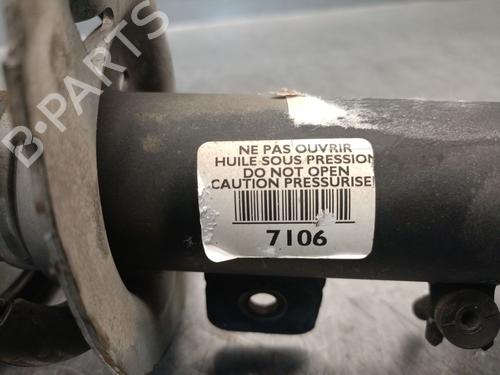 NE PAS OUVRIR
HUILE SOUS PRESSION
DO NOT OPEN
CAUTION PRESSURISE
7106
B-PARTS